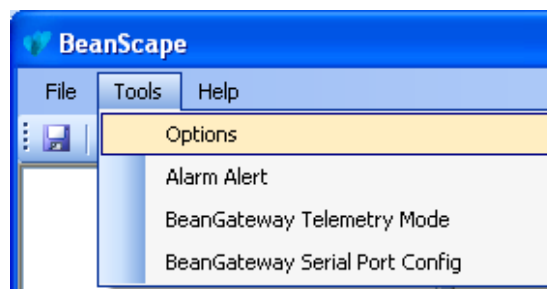 BeanScape
File Tools Help
Options
Alarm Alert
BeanGateway Telemetry Mode
BeanGateway Serial Port Config